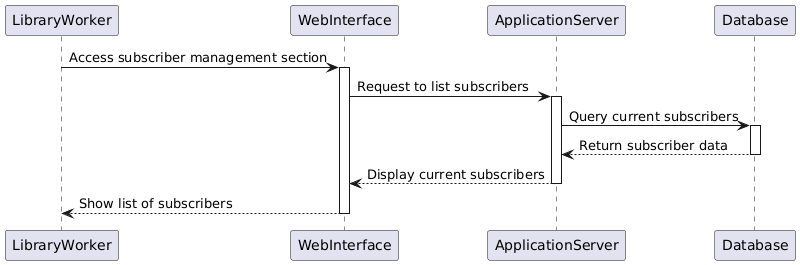 LibraryWorker
WebInterface
ApplicationServer
Database
Access subscriber management section
Request to list subscribers
Query current subscribers
Return subscriber data
Display current subscribers
Show list of subscribers
LibraryWorker
WebInterface
ApplicationServer
Database